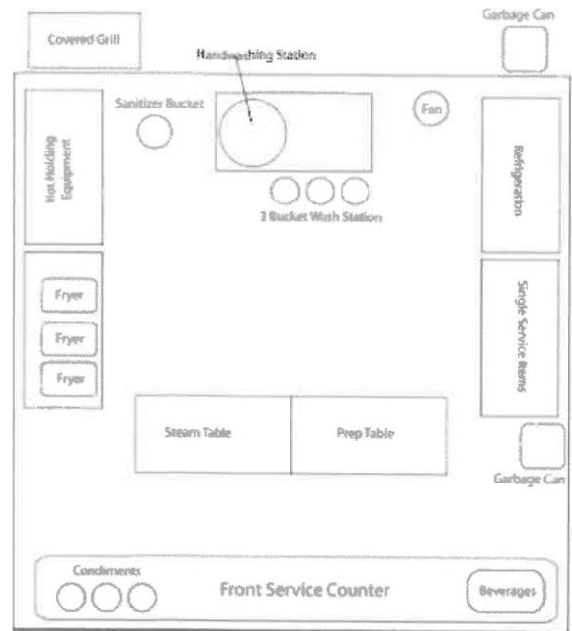 Garbage Can
Covered Grill
Handwashing Station
Sanitizer Bucket
Fan
Hot Holding
Equipment
Refrigeration
3 Bucket Wash Station
Fryer
Fryer
Fryer
Single Service Items
Steam Table
Prep Table
Garbage Can
Condiments
Front Service Counter
Beverages